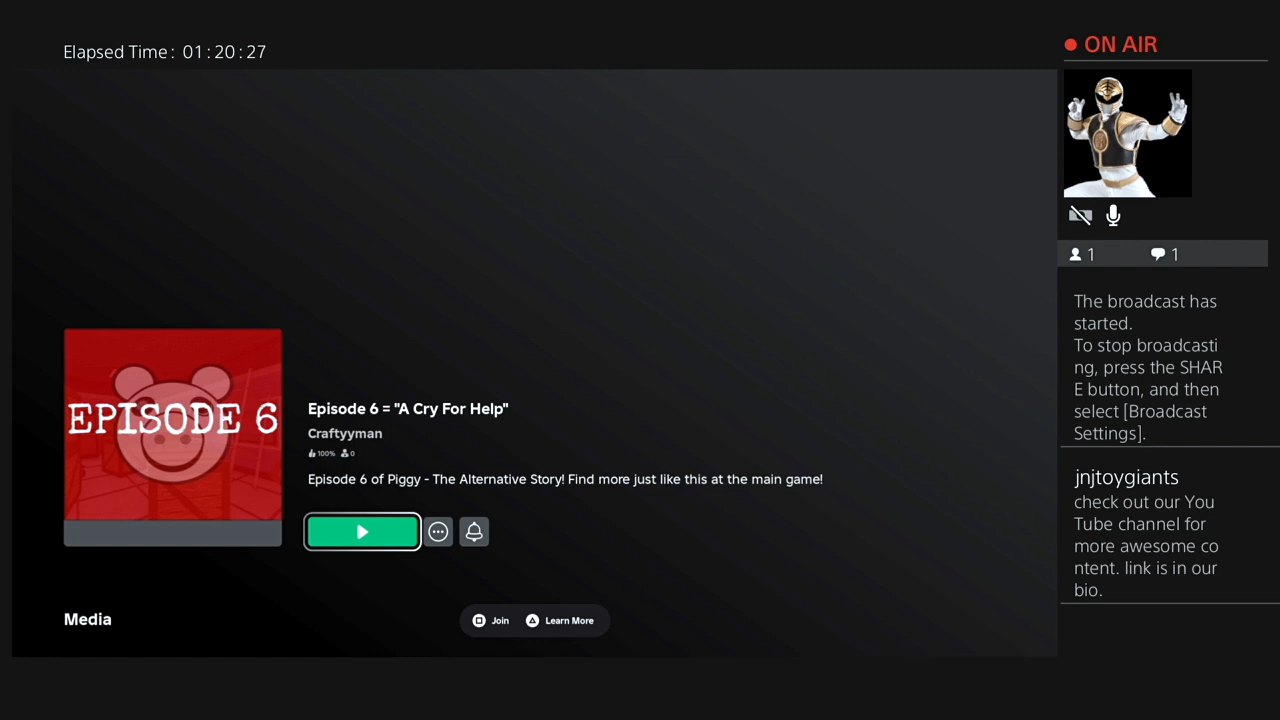 Elapsed Time: 01:20:27
ON AIR
1
1
The broadcast has
started.
To stop broadcasti
ng, press the SHAR
E button, and then
select [Broadcast
Settings].
jnjtoygiants
check out our You
Tube channel for
more awesome co
ntent. link is in our
bio.
EPISODE 6
Episode 6 = "A Cry For Help"
Craftyyman
100% 0
Episode 6 of Piggy - The Alternative Story! Find more just like this at the main game!
Media
Join
Learn More